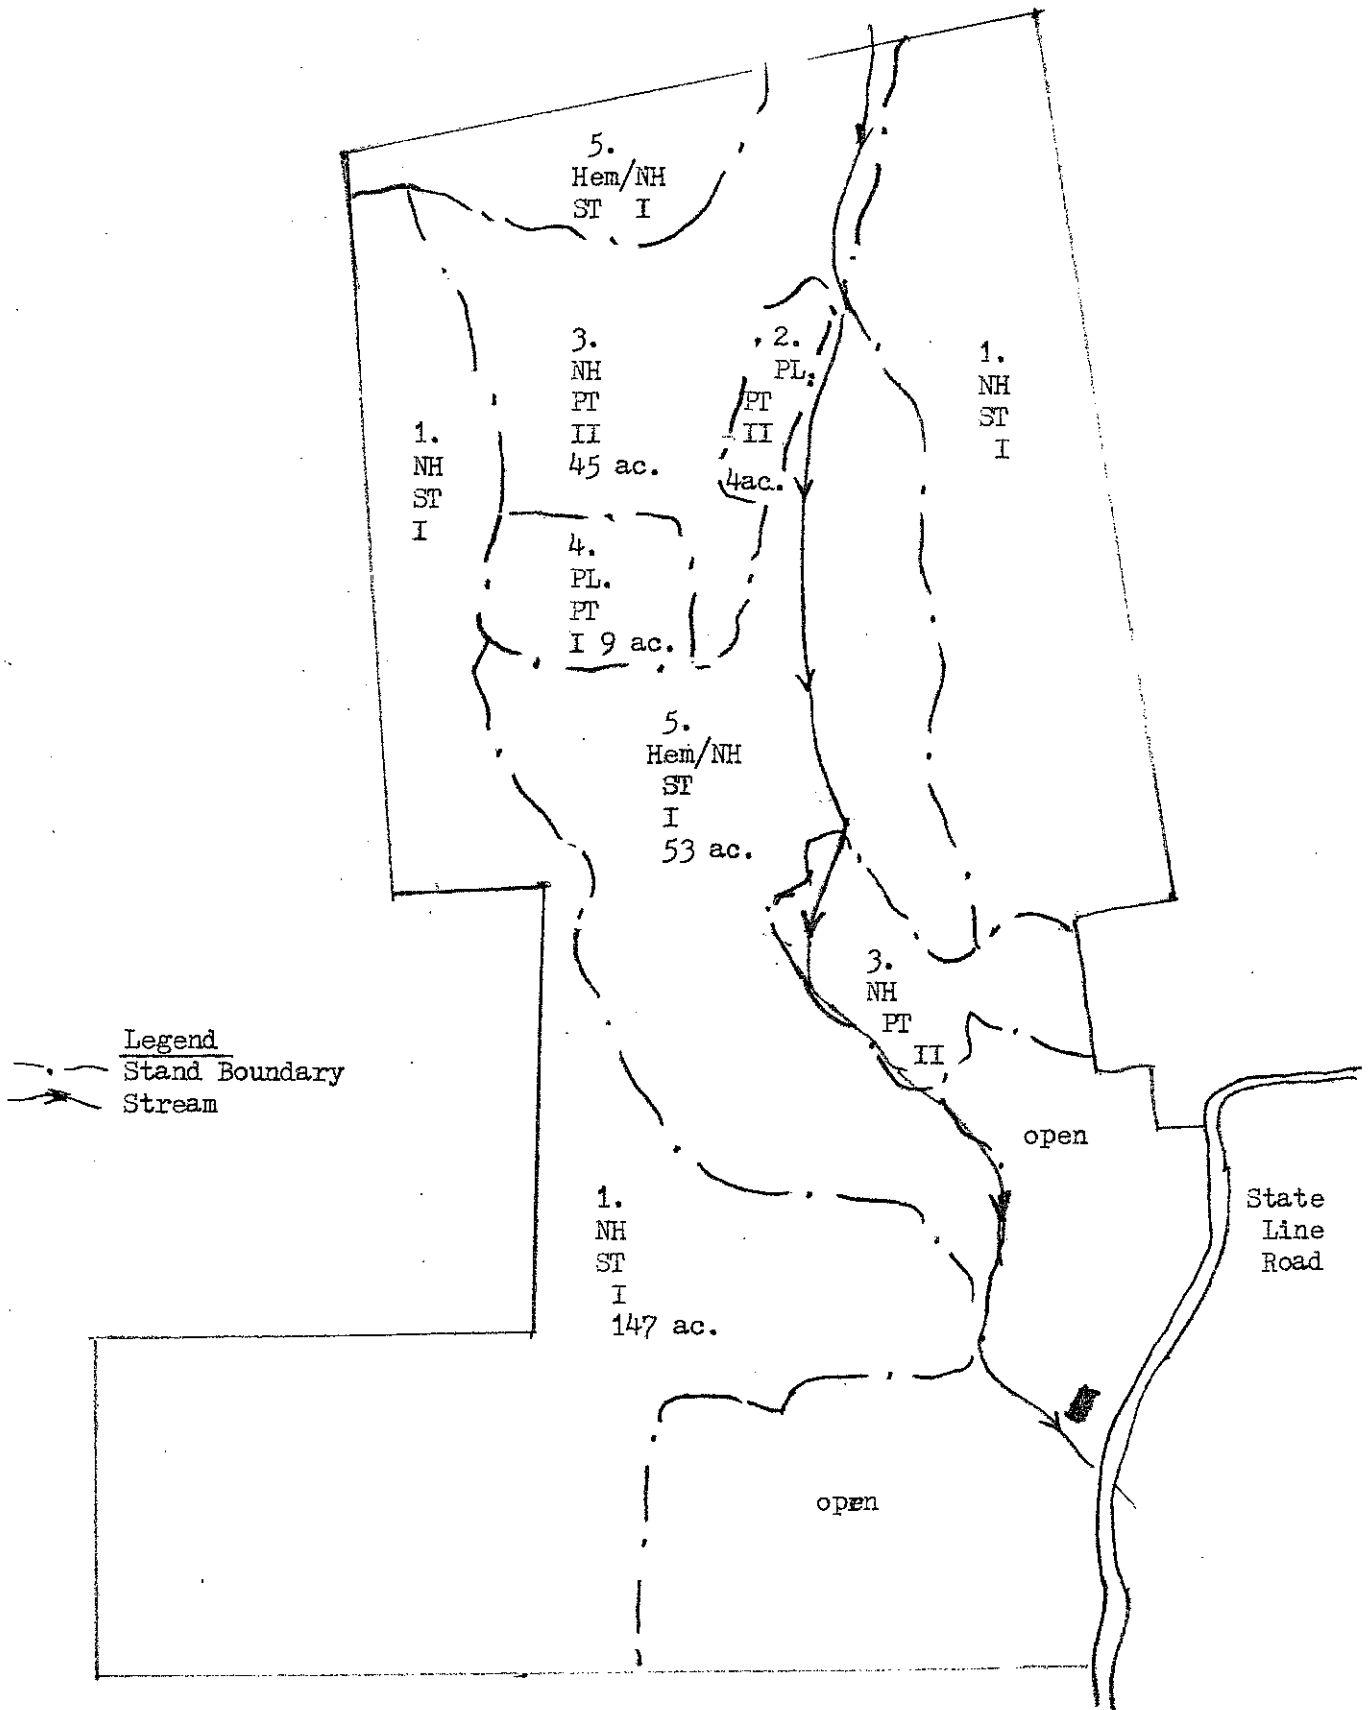 5.
Hem/NH
ST I
3.
NH
PT
II
45 ac.
2.
PL.
PT
II
4ac.
1.
NH
ST
I
1.
NH
ST
I
4.
PL.
PT
I 9 ac.
5.
Hem/NH
ST
I
53 ac.
3.
NH
PT
II
Legend
Stand Boundary
Stream
open
State
Line
Road
1.
NH
ST
I
147 ac.
open